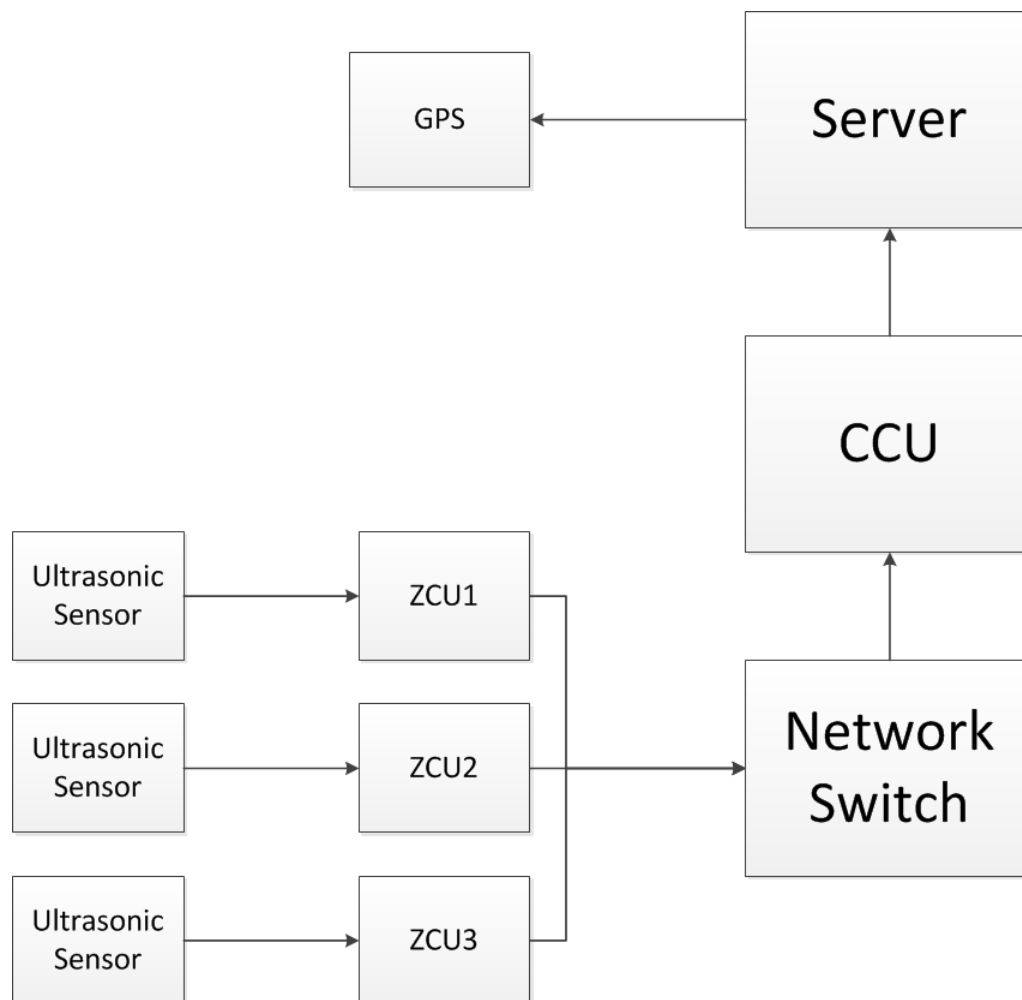 GPS
Server
CCU
Ultrasonic
Sensor
ZCU1
Ultrasonic
Sensor
ZCU2
Network
Switch
Ultrasonic
Sensor
ZCU3